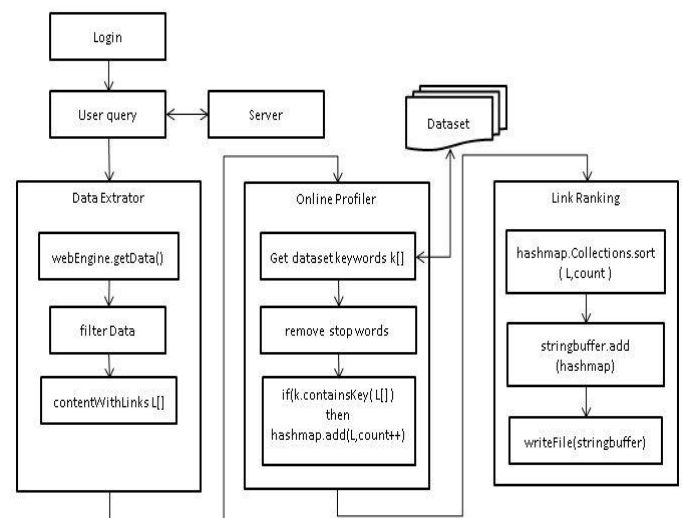 Login
User query
Server
Dataset
Data Extrator
webEngine.getData()
filter Data
contentWithLinks L[]
Online Profiler
Get dataset keywords k[]
remove stop words
if(k.containsKey( L[] )
then
hashmap.add(L,count++)
Link Ranking
hashmap.Collections.sort
( L,count )
stringbuffer.add
(hashmap)
writeFile(stringbuffer)